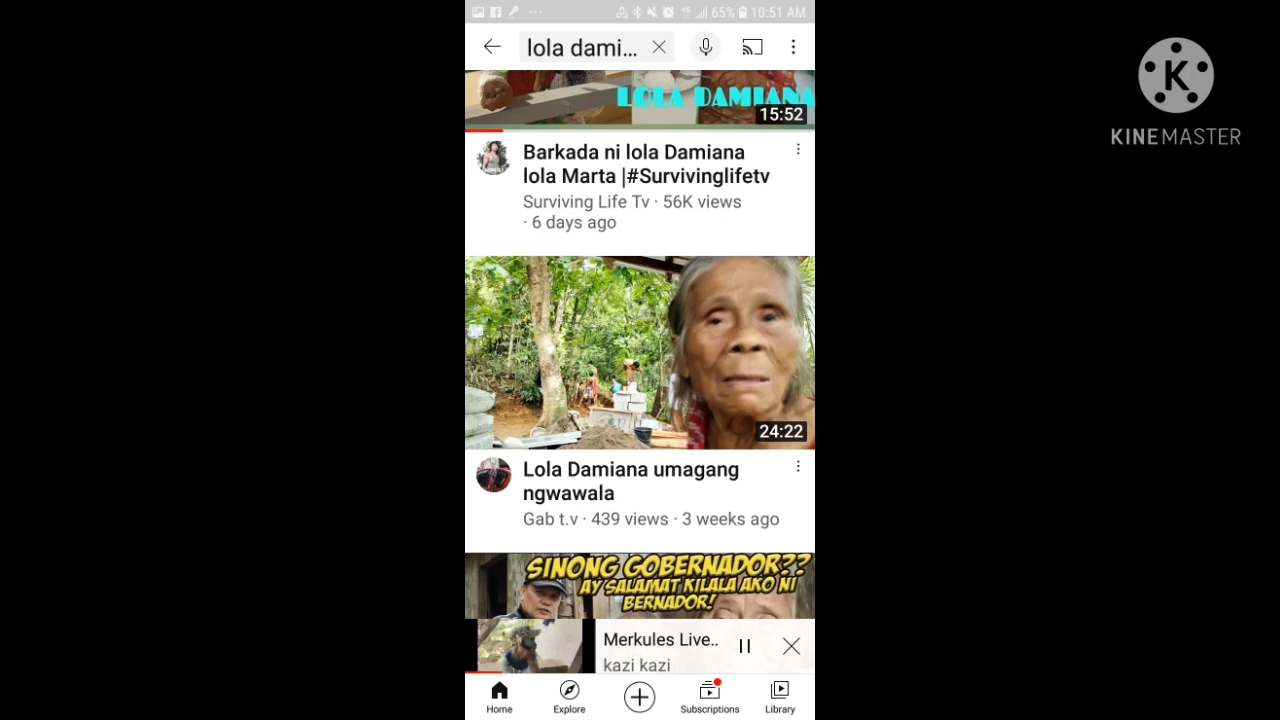 65% 10:51 AM
lola dami...
KINEMASTER
LOLA DAMIANA
15:52
Barkada ni lola Damiana
lola Marta |#Survivinglifetv
Surviving Life Tv · 56K views
· 6 days ago
24:22
Lola Damiana umagang
ngwawala
Gab t.v · 439 views · 3 weeks ago
SINONG GOBERNADOR??
AY SALAMAT KILALA AKO NI
BERNADOR!
Merkules Live..
kazi kazi
Home Explore Subscriptions Library